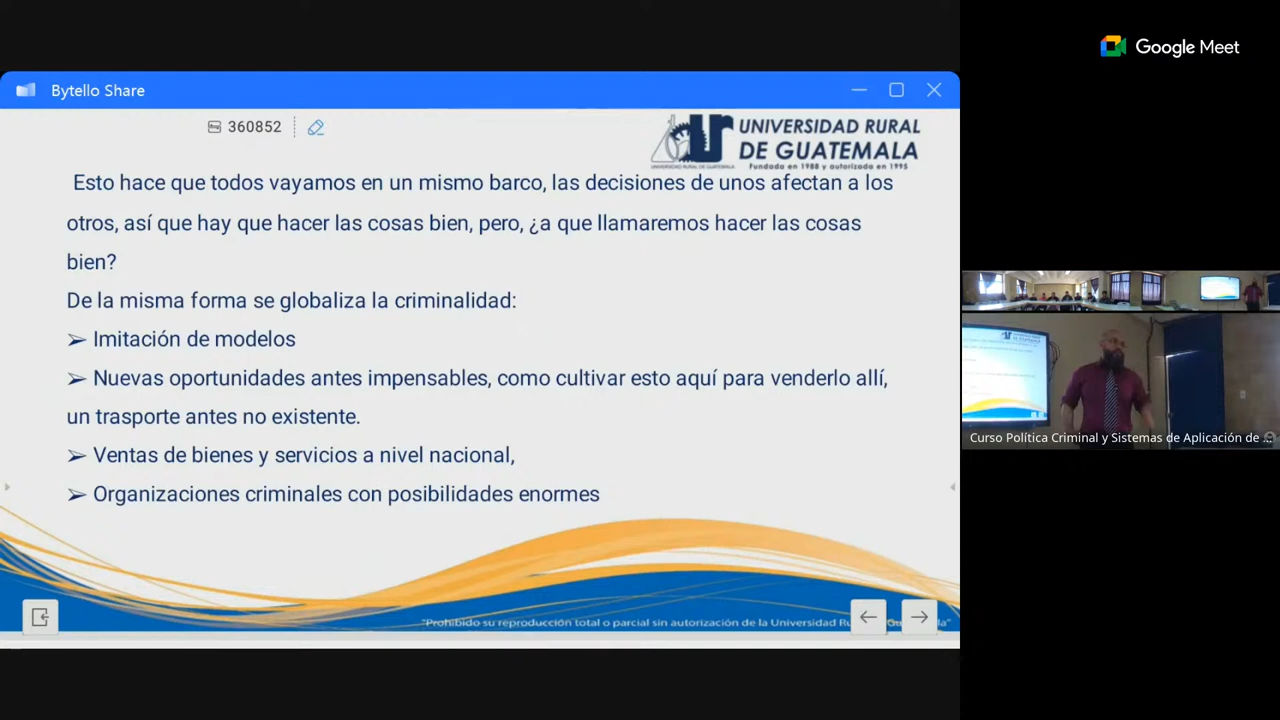 Google Meet
Bytello Share
360852
UNIVERSIDAD RURAL
DE GUATEMALA
UNIVERSIDAD RURAL DE GUATEMALA
Fundada en 1988 y autorizada en 1995
Esto hace que todos vayamos en un mismo barco, las decisiones de unos afectan a los
otros, así que hay que hacer las cosas bien, pero, ¿a que llamaremos hacer las cosas
bien?
De la misma forma se globaliza la criminalidad:
➢ Imitación de modelos
➢ Nuevas oportunidades antes impensables, como cultivar esto aquí para venderlo allí,
un trasporte antes no existente.
➢ Ventas de bienes y servicios a nivel nacional,
➢ Organizaciones criminales con posibilidades enormes
"Prohibido su reproducción total o parcial sin autorización de la Universidad
Curso Política Criminal y Sistemas de Aplicación de ...